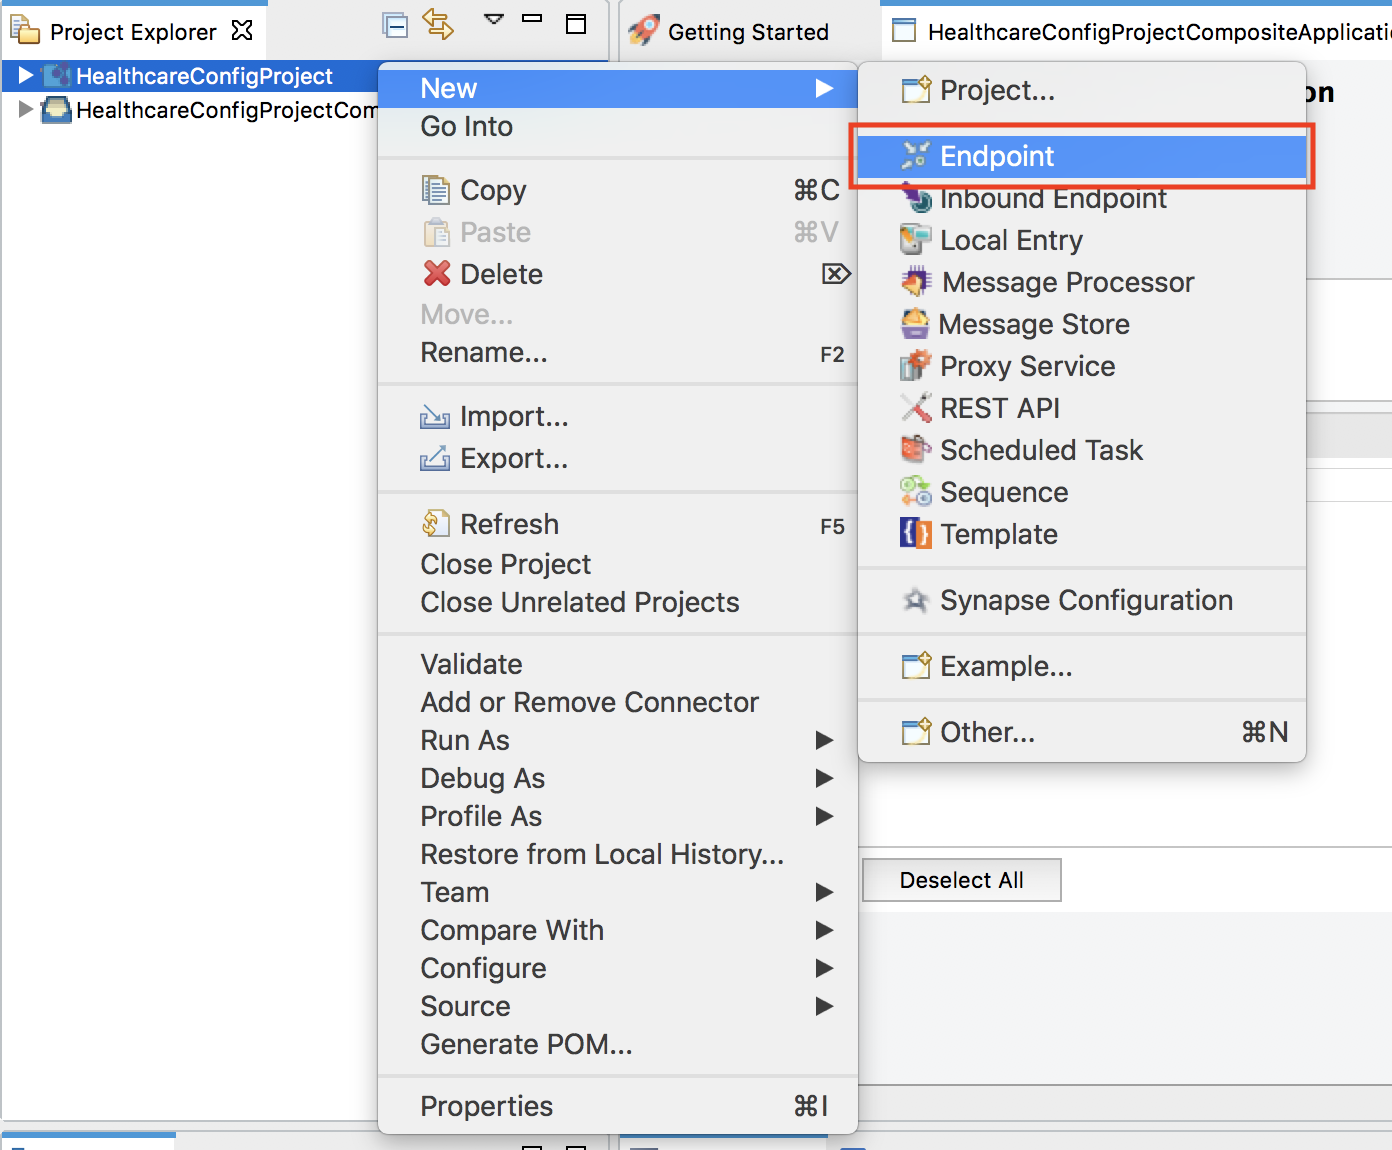 Project Explorer
Getting Started
HealthcareConfigProjectCompositeApplicati
HealthcareConfigProject
HealthcareConfigProjectCom
on
New
Go Into
Copy ⌘C
Paste ⌘V
Delete ⌦
Move...
Rename... F2
Import...
Export...
Refresh F5
Close Project
Close Unrelated Projects
Validate
Add or Remove Connector
Run As
Debug As
Profile As
Restore from Local History...
Team
Compare With
Configure
Source
Generate POM...
Properties ⌘I
Project...
Endpoint
Inbound Endpoint
Local Entry
Message Processor
Message Store
Proxy Service
REST API
Scheduled Task
Sequence
Template
Synapse Configuration
Example...
Other... ⌘N
Deselect All